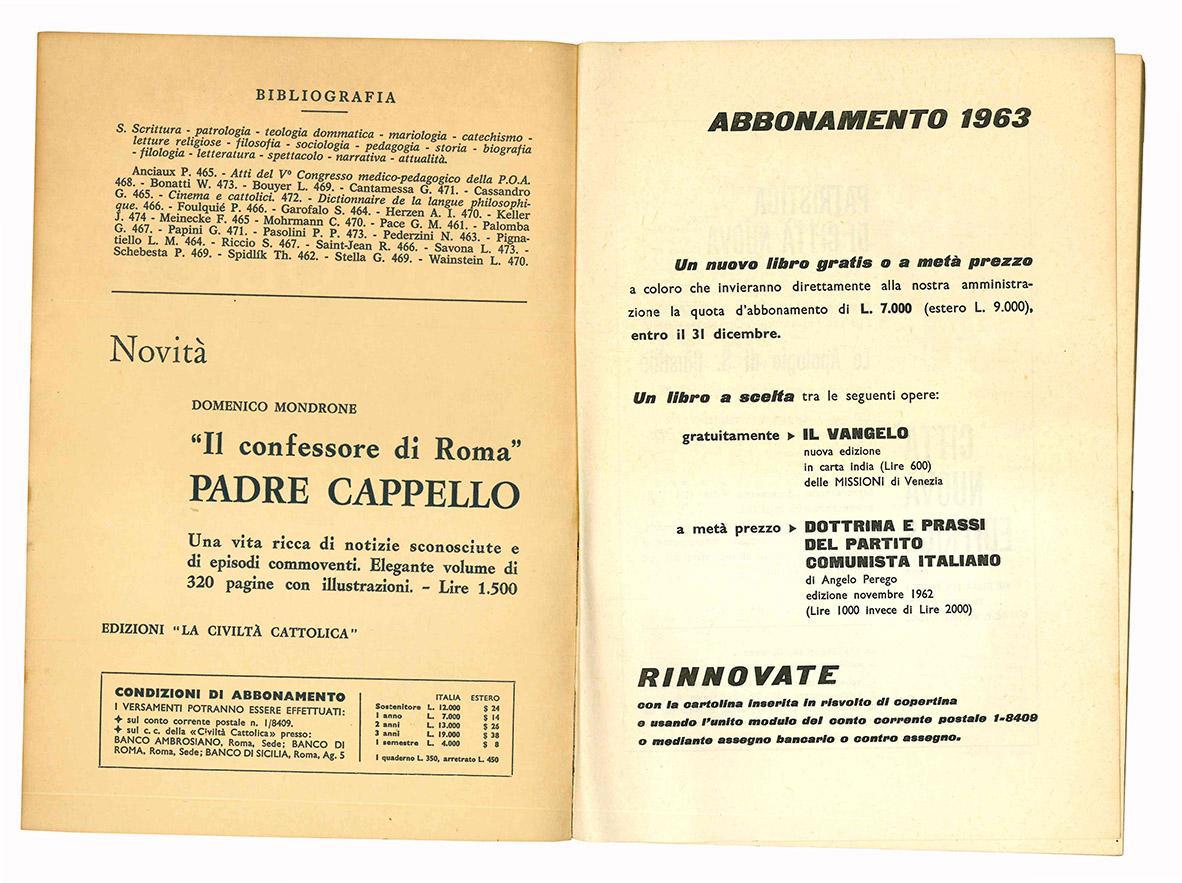 BIBLIOGRAFIA
S. Scrittura - patrologia - teologia dommatica - mariologia - catechismo -
letture religiose - filosofia - sociologia - pedagogia - storia - biografia
- filologia - letteratura - spettacolo - narrativa - attualità.
Anciaux P. 465. - Atti del V° Congresso medico-pedagogico della P.O.A.
468. - Bonatti W. 473. - Bouyer L. 469. - Cantamessa G. 471. - Cassandro
G. 465. - Cinema e cattolici. 472. - Dictionnaire de la langue philosophi-
que. 466. - Foulquié P. 466. - Garofalo S. 464. - Herzen A. I. 470. - Keller
J. 474 - Meinecke F. 465 - Mohrmann C. 470. - Pace G. M. 461. - Palomba
G. 467. - Papini G. 471. - Pasolini P. P. 473. - Pederzini N. 463. - Pigna-
tiello L. M. 464. - Riccio S. 467. - Saint-Jean R. 466. - Savona L. 473. -
Schebesta P. 469. - Spidlík Th. 462. - Stella G. 469. - Wainstein L. 470.
Novità
DOMENICO MONDRONE
"Il confessore di Roma"
PADRE CAPPELLO
Una vita ricca di notizie sconosciute e
di episodi commoventi. Elegante volume di
320 pagine con illustrazioni. - Lire 1.500
EDIZIONI "LA CIVILTÀ CATTOLICA"
CONDIZIONI DI ABBONAMENTO
I VERSAMENTI POTRANNO ESSERE EFFETTUATI:
✦ sul conto corrente postale n. 1/8409.
✦ sul c. c. della «Civiltà Cattolica» presso:
BANCO AMBROSIANO, Roma, Sede; BANCO DI
ROMA, Roma, Sede; BANCO DI SICILIA, Roma, Ag. 5
ITALIA ESTERO
Sostenitore L. 12.000 $ 24
1 anno L. 7.000 $ 14
2 anni L. 13.000 $ 26
3 anni L. 19.000 $ 38
1 semestre L. 4.000 $ 8
1 quaderno L. 350, arretrato L. 450
ABBONAMENTO 1963
Un nuovo libro gratis o a metà prezzo
a coloro che invieranno direttamente alla nostra amministra-
zione la quota d'abbonamento di L. 7.000 (estero L. 9.000),
entro il 31 dicembre.
Un libro a scelta tra le seguenti opere:
gratuitamente ➤ IL VANGELO
nuova edizione
in carta india (Lire 600)
delle MISSIONI di Venezia
a metà prezzo ➤ DOTTRINA E PRASSI
DEL PARTITO
COMUNISTA ITALIANO
di Angelo Perego
edizione novembre 1962
(Lire 1000 invece di Lire 2000)
RINNOVATE
con la cartolina inserita in risvolto di copertina
e usando l'unito modulo del conto corrente postale 1-8409
o mediante assegno bancario o contro assegno.